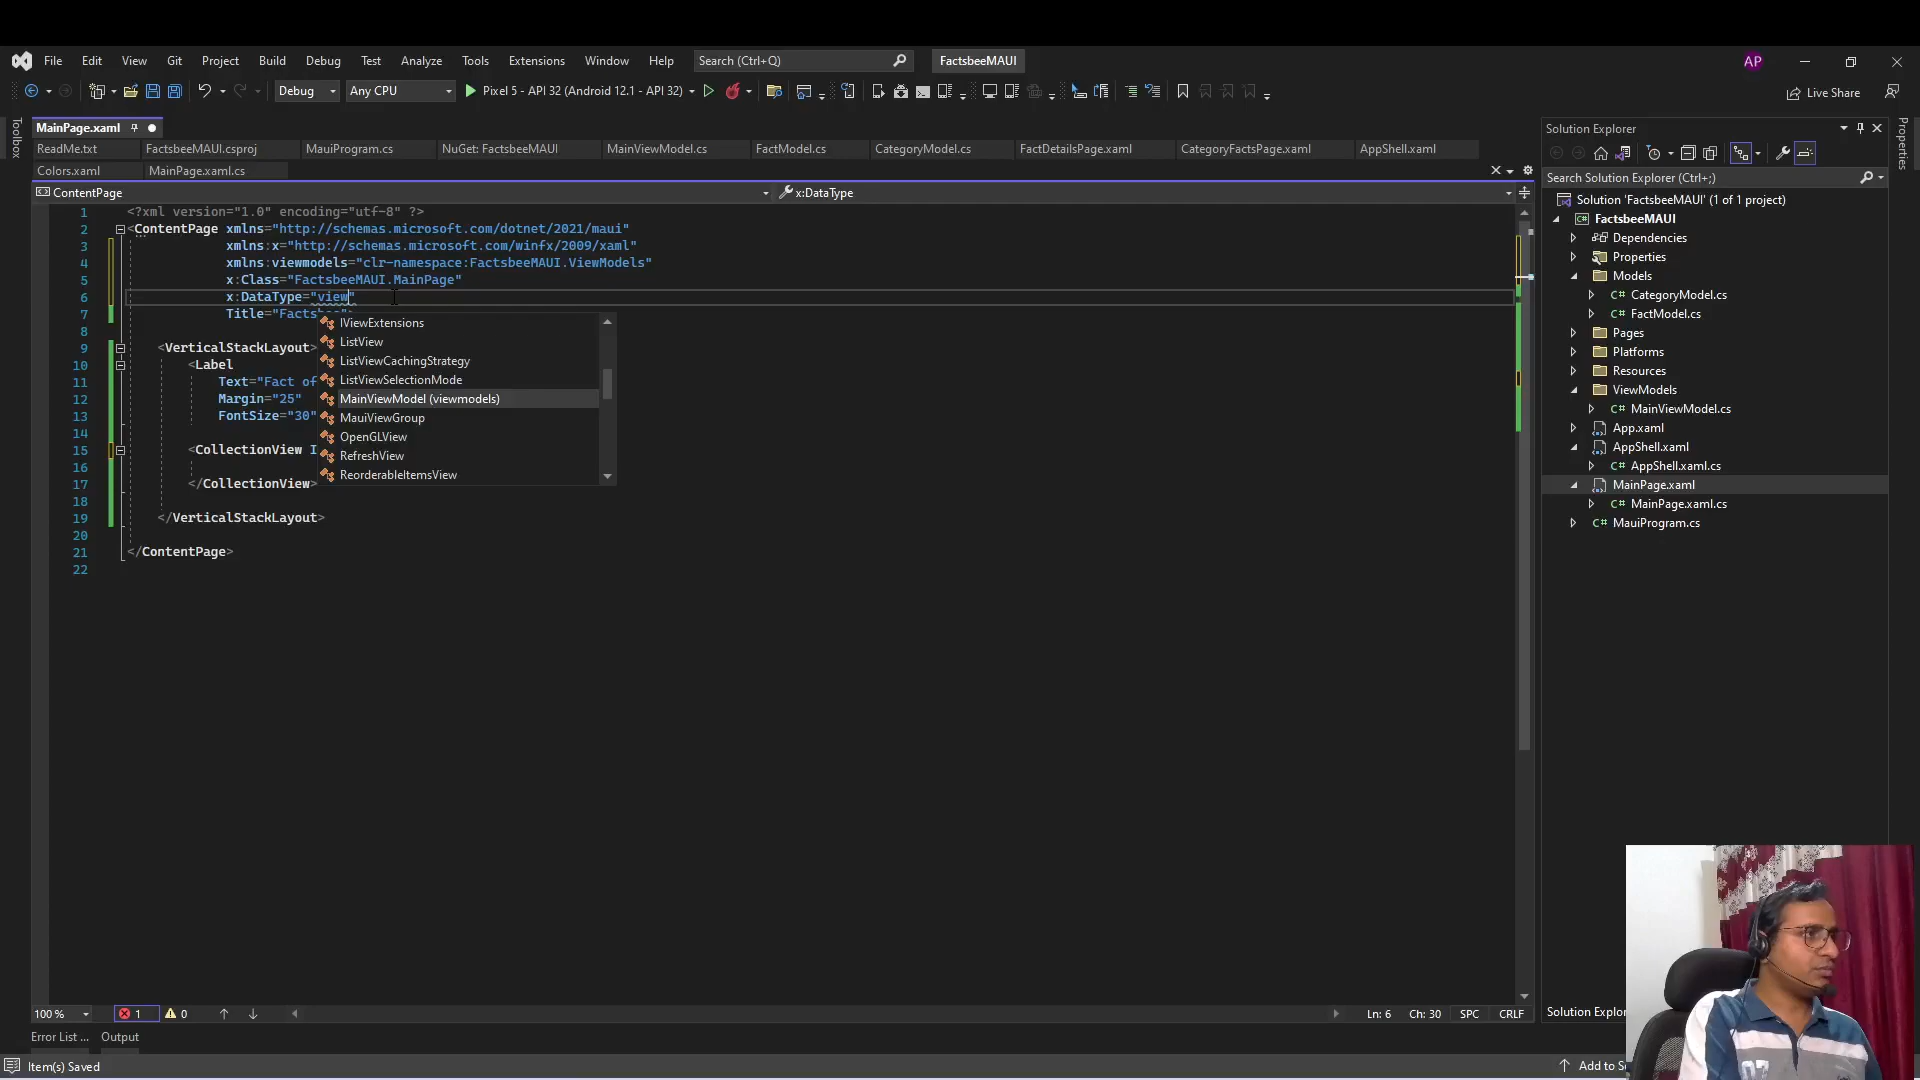 File Edit View Git Project Build Debug Test Analyze Tools Extensions Window Help Search (Ctrl+Q) FactsbeeMAUI AP
Debug Any CPU Pixel 5 - API 32 (Android 12.1 - API 32) Live Share
MainPage.xaml
ReadMe.txt FactsbeeMAUI.csproj MauiProgram.cs NuGet: FactsbeeMAUI MainViewModel.cs FactModel.cs CategoryModel.cs FactDetailsPage.xaml CategoryFactsPage.xaml AppShell.xaml
Colors.xaml MainPage.xaml.cs
ContentPage x:DataType
1 <?xml version="1.0" encoding="utf-8" ?>
2 <ContentPage xmlns="http://schemas.microsoft.com/dotnet/2021/maui"
3 xmlns:x="http://schemas.microsoft.com/winfx/2009/xaml"
4 xmlns:viewmodels="clr-namespace:FactsbeeMAUI.ViewModels"
5 x:Class="FactsbeeMAUI.MainPage"
6 x:DataType="view"
7 Title="Facts
8
9 <VerticalStackLayout>
10 <Label
11 Text="Fact of
12 Margin="25"
13 FontSize="30"
14
15 <CollectionView I
16
17 </CollectionView>
18
19 </VerticalStackLayout>
20
21 </ContentPage>
22
IViewExtensions
ListView
ListViewCachingStrategy
ListViewSelectionMode
MainViewModel (viewmodels)
MauiViewGroup
OpenGLView
RefreshView
ReorderableItemsView
Toolbox
Properties
Solution Explorer
Search Solution Explorer (Ctrl+;)
Solution 'FactsbeeMAUI' (1 of 1 project)
FactsbeeMAUI
Dependencies
Properties
Models
CategoryModel.cs
FactModel.cs
Pages
Platforms
Resources
ViewModels
MainViewModel.cs
App.xaml
AppShell.xaml
AppShell.xaml.cs
MainPage.xaml
MainPage.xaml.cs
MauiProgram.cs
Solution Explor
100 % 1 0 Ln: 6 Ch: 30 SPC CRLF
Error List ... Output
Item(s) Saved Add to S